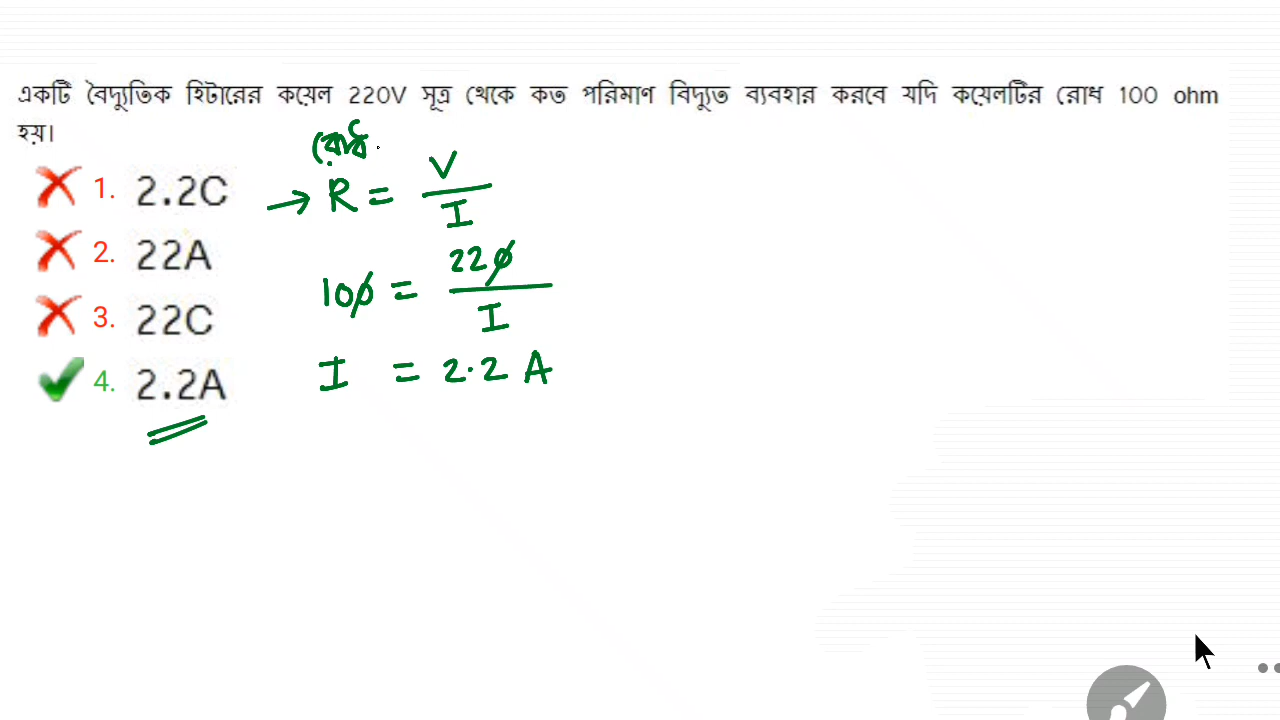 একটি বৈদ্যুতিক হিটারের কয়েল 220V সূত্র থেকে কত পরিমাণ বিদ্যুত ব্যবহার করবে যদি কয়েলটির রোধ 100 ohm
হয়।
1. 2.2C
2. 22A
3. 22C
4. 2.2A
রোধ
→ R = V / I
100 = 220 / I
I = 2.2 A